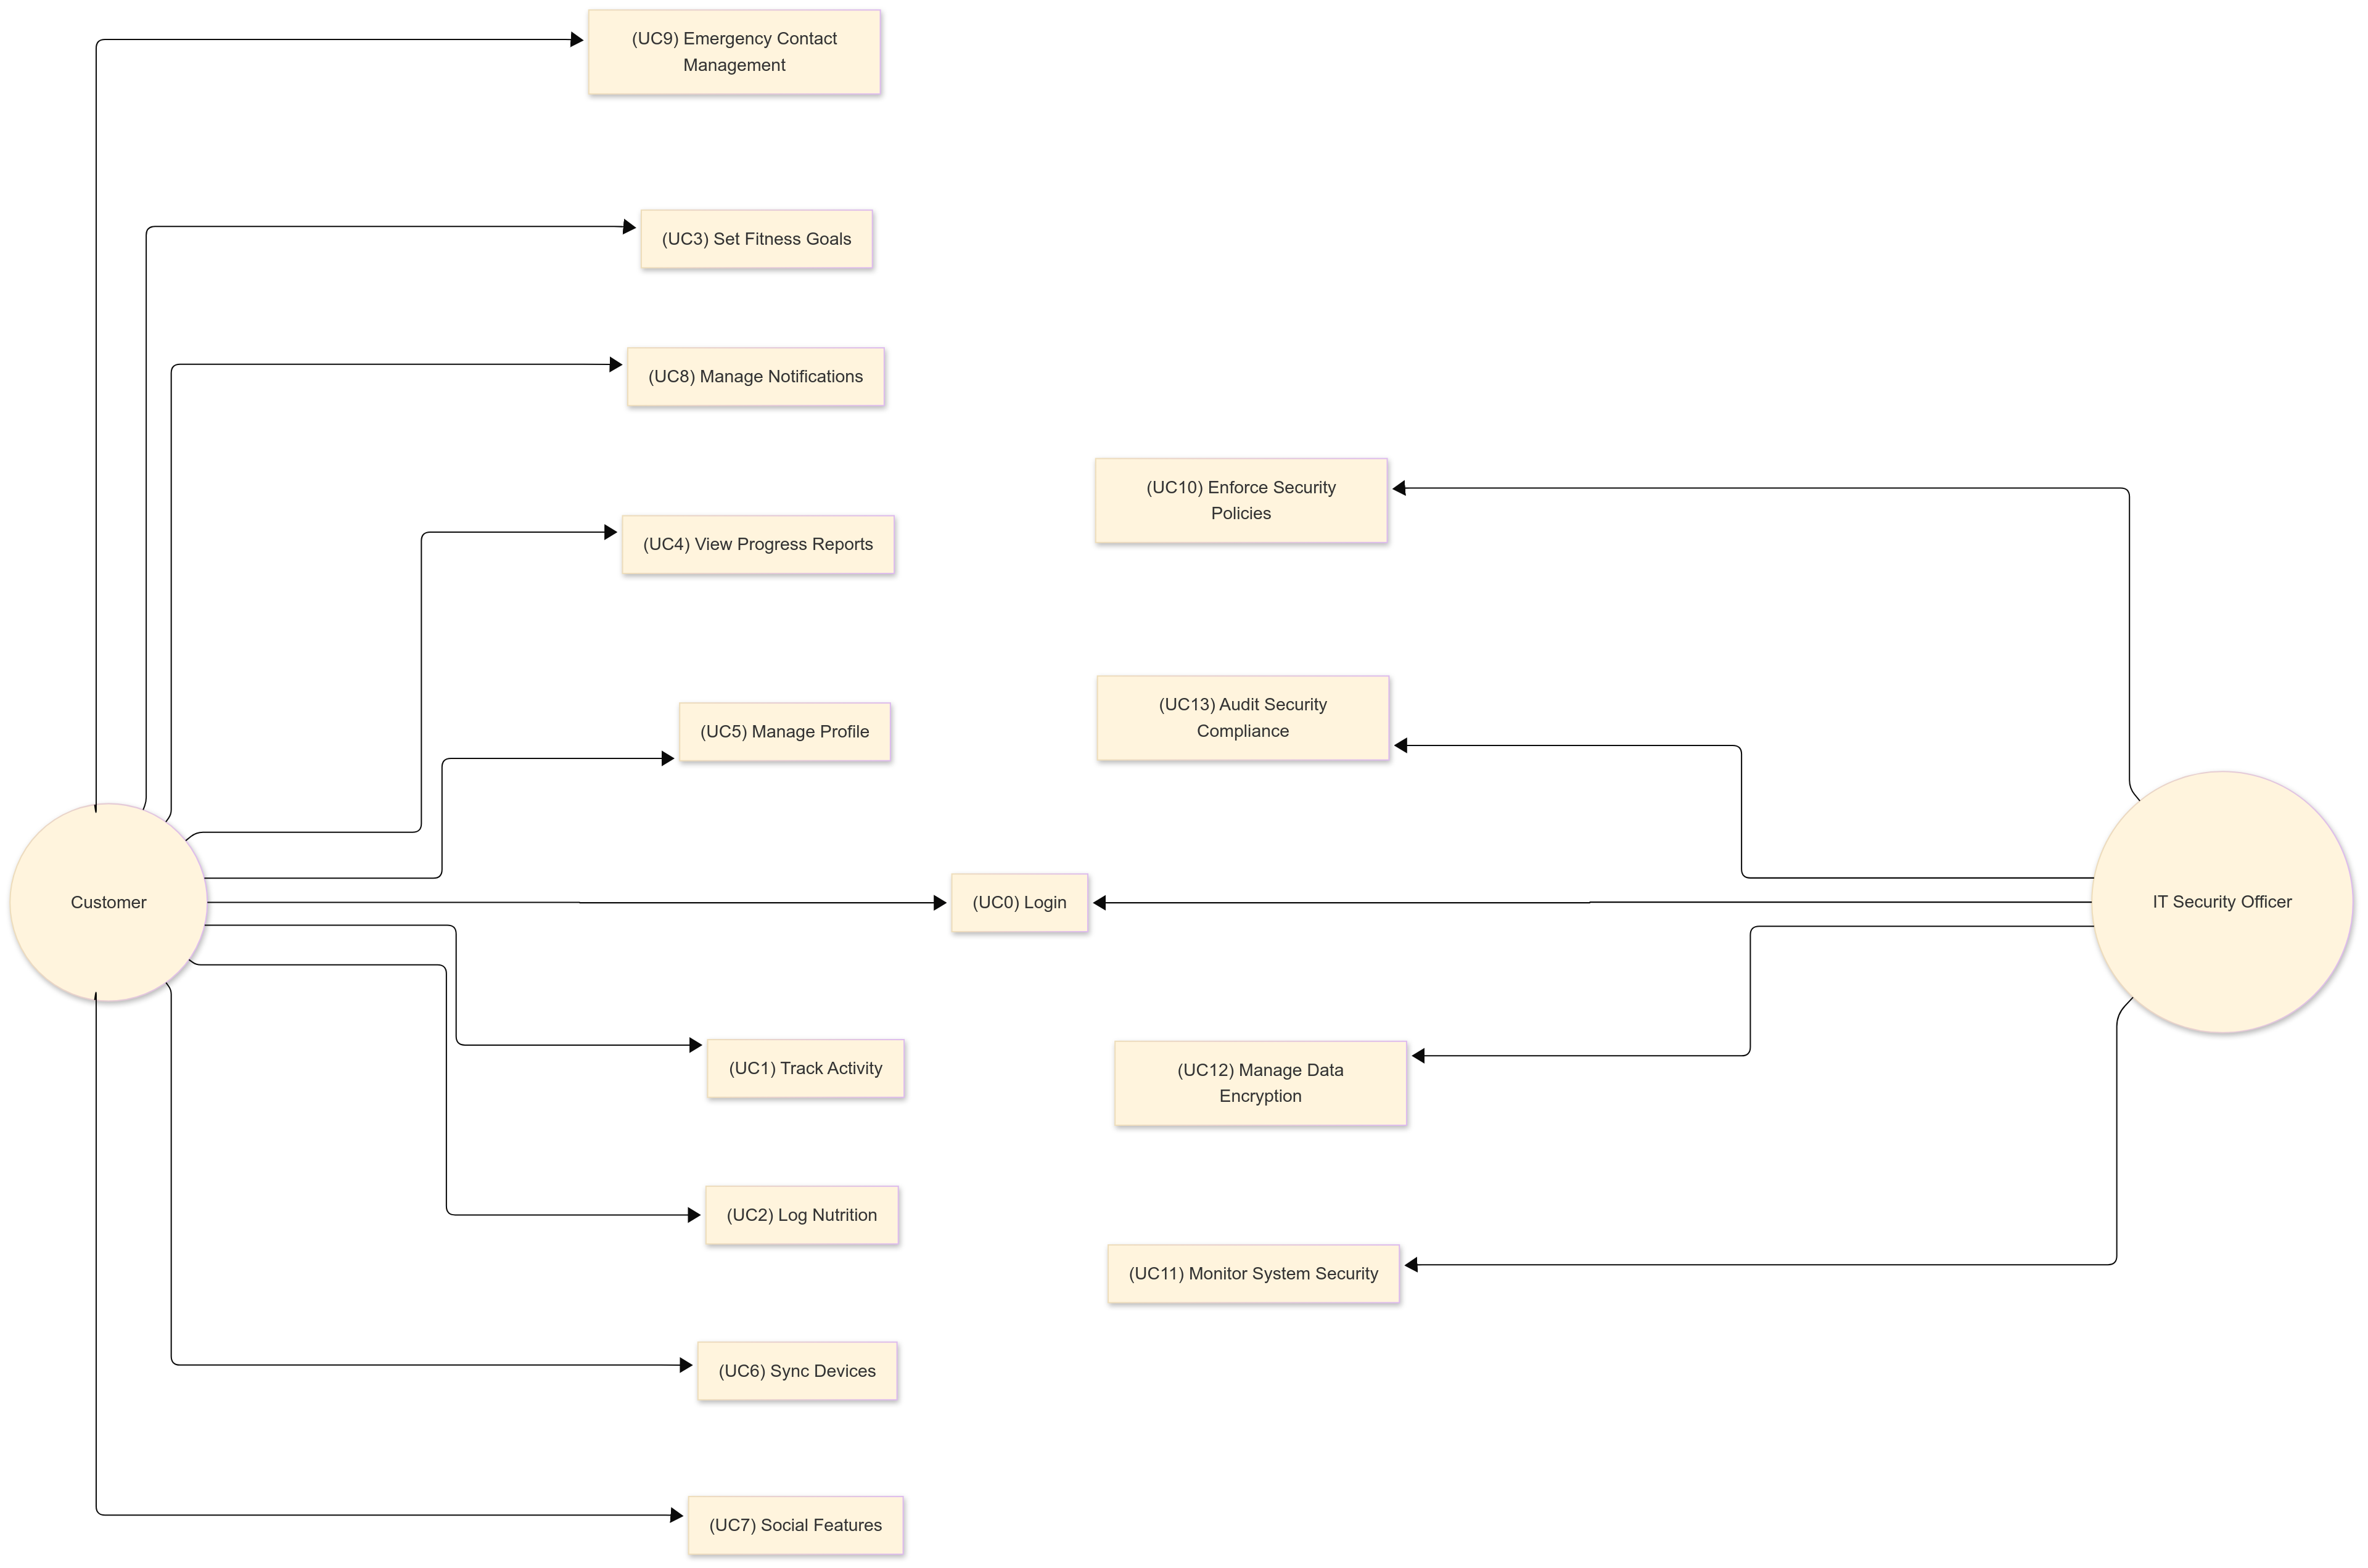 (UC9) Emergency Contact
Management
(UC3) Set Fitness Goals
(UC8) Manage Notifications
(UC4) View Progress Reports
(UC5) Manage Profile
Customer
(UC0) Login
(UC1) Track Activity
(UC2) Log Nutrition
(UC6) Sync Devices
(UC7) Social Features
(UC10) Enforce Security
Policies
(UC13) Audit Security
Compliance
IT Security Officer
(UC12) Manage Data
Encryption
(UC11) Monitor System Security